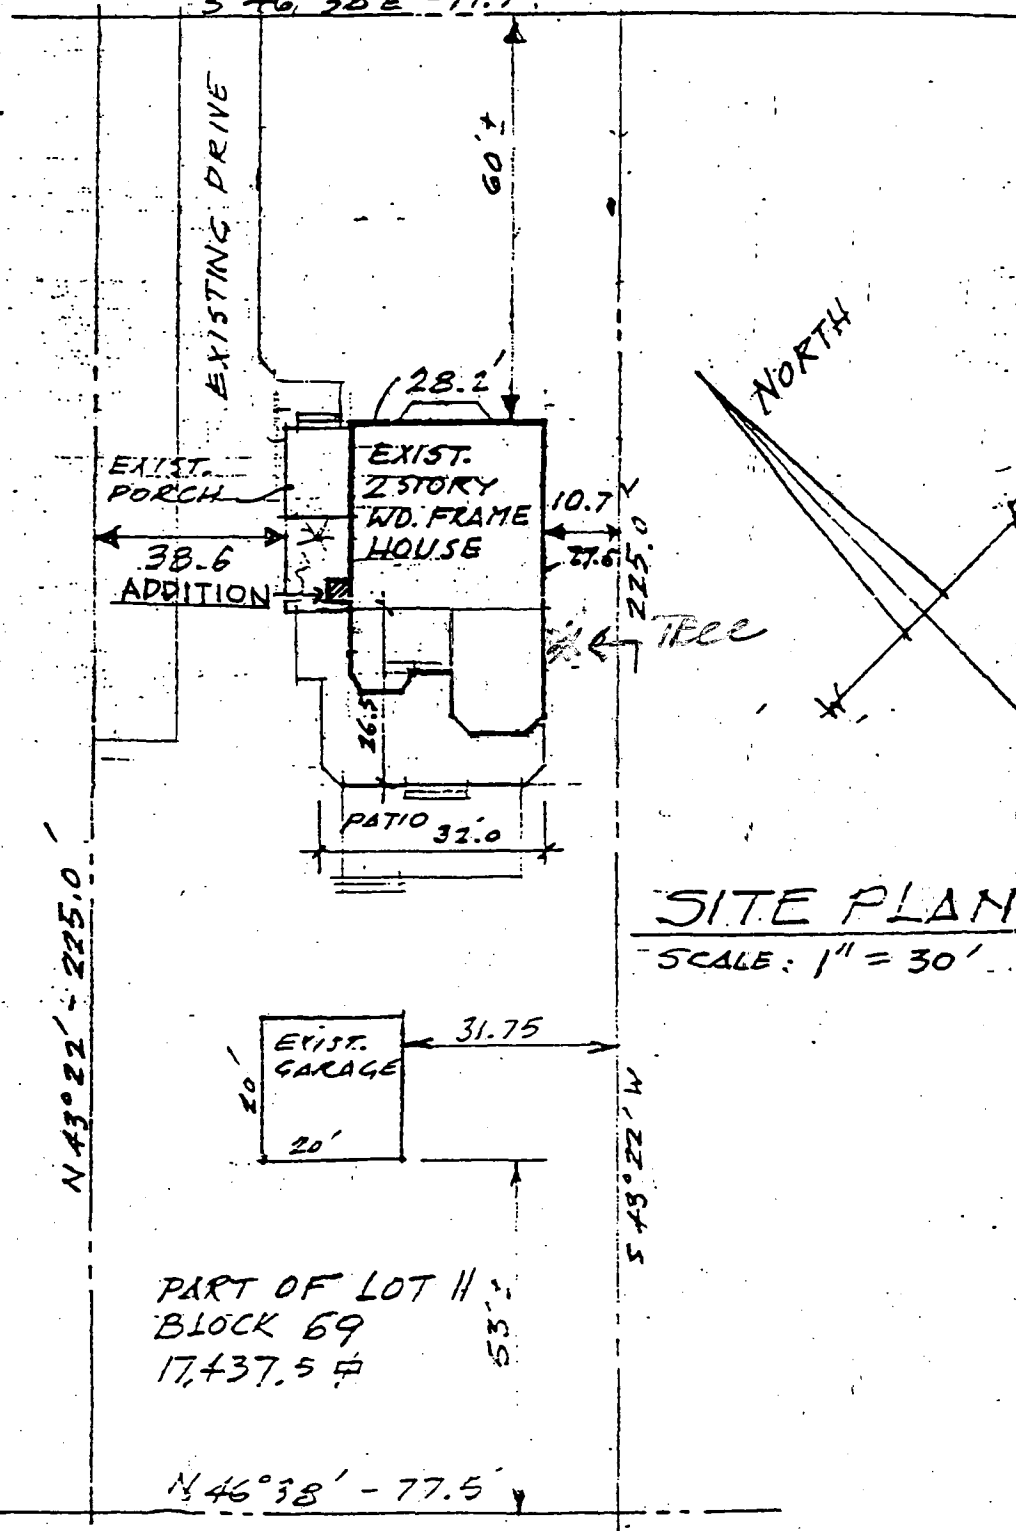 EXISTING DRIVE
60'±
NORTH
28.2'
EXIST.
2 STORY
WD. FRAME
HOUSE
EXIST.
PORCH
10.7
38.6
27.6
225.0'
ADDITION
TREE
W
26.5
PATIO
32.0
N 43°22' - 225.0'
SITE PLAN
SCALE: 1" = 30'
31.75
EXIST.
GARAGE
20'
20'
S 43°22' W
PART OF LOT 11
BLOCK 69
17,437.5
53'±
N 46°38' - 77.5'